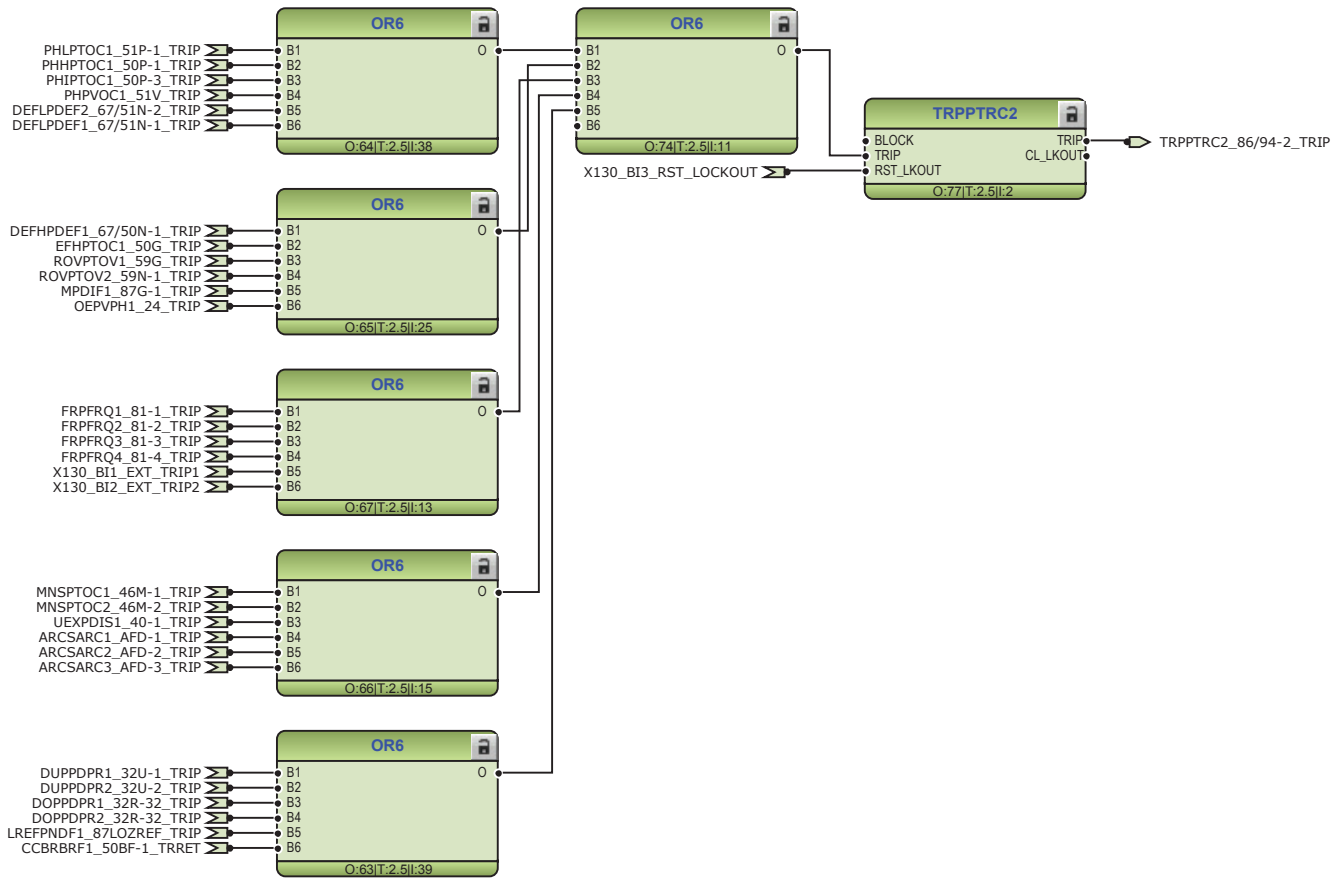 OR6
PHLPTOC1_51P-1_TRIP B1 O
PHHPTOC1_50P-1_TRIP B2
PHIPTOC1_50P-3_TRIP B3
PHPVOC1_51V_TRIP B4
DEFLPDEF2_67/51N-2_TRIP B5
DEFLPDEF1_67/51N-1_TRIP B6
O:64|T:2.5|I:38
OR6
B1 O
B2
B3
B4
B5
B6
O:74|T:2.5|I:11
X130_BI3_RST_LOCKOUT
TRPPTRC2
BLOCK TRIP
TRIP CL_LKOUT
RST_LKOUT
O:77|T:2.5|I:2
TRPPTRC2_86/94-2_TRIP
OR6
DEFHPDEF1_67/50N-1_TRIP B1 O
EFHPTOC1_50G_TRIP B2
ROVPTOV1_59G_TRIP B3
ROVPTOV2_59N-1_TRIP B4
MPDIF1_87G-1_TRIP B5
OEPVPH1_24_TRIP B6
O:65|T:2.5|I:25
OR6
FRPFRQ1_81-1_TRIP B1 O
FRPFRQ2_81-2_TRIP B2
FRPFRQ3_81-3_TRIP B3
FRPFRQ4_81-4_TRIP B4
X130_BI1_EXT_TRIP1 B5
X130_BI2_EXT_TRIP2 B6
O:67|T:2.5|I:13
OR6
MNSPTOC1_46M-1_TRIP B1 O
MNSPTOC2_46M-2_TRIP B2
UEXPDIS1_40-1_TRIP B3
ARCSARC1_AFD-1_TRIP B4
ARCSARC2_AFD-2_TRIP B5
ARCSARC3_AFD-3_TRIP B6
O:66|T:2.5|I:15
OR6
DUPPDPR1_32U-1_TRIP B1 O
DUPPDPR2_32U-2_TRIP B2
DOPPDPR1_32R-32_TRIP B3
DOPPDPR2_32R-32_TRIP B4
LREFPNDF1_87LOZREF_TRIP B5
CCBRBRF1_50BF-1_TRRET B6
O:63|T:2.5|I:39